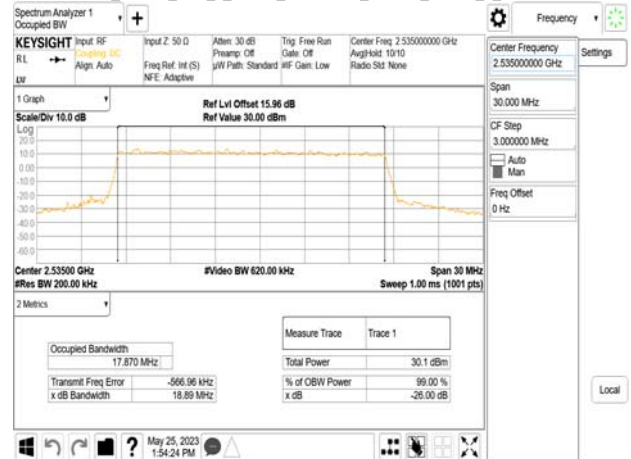 Spectrum Analyzer 1
Occupied BW
+
Frequency
KEYSIGHT
RL
Input: RF
Coupling: DC
Align: Auto
Input Z: 50 Ω
Freq Ref: Int (S)
NFE: Adaptive
Atten: 30 dB
Preamp: Off
µW Path: Standard
Trig: Free Run
Gate: Off
#IF Gain: Low
Center Freq: 2.535000000 GHz
Avg|Hold: 10/10
Radio Std: None
Center Frequency
2.535000000 GHz
Settings
Span
30.000 MHz
CF Step
3.000000 MHz
Auto
Man
Freq Offset
0 Hz
Local
1 Graph
Scale/Div 10.0 dB
Ref Lvl Offset 15.96 dB
Ref Value 30.00 dBm
Log
20.0
10.0
0.00
-10.0
-20.0
-30.0
-40.0
-50.0
-60.0
Center 2.53500 GHz
#Video BW 620.00 kHz
Span 30 MHz
#Res BW 200.00 kHz
Sweep 1.00 ms (1001 pts)
2 Metrics
Measure Trace
Trace 1
Occupied Bandwidth
17.870 MHz
Total Power
30.1 dBm
Transmit Freq Error
-566.96 kHz
% of OBW Power
99.00 %
x dB Bandwidth
18.89 MHz
x dB
-26.00 dB
?
May 25, 2023
1:54:24 PM